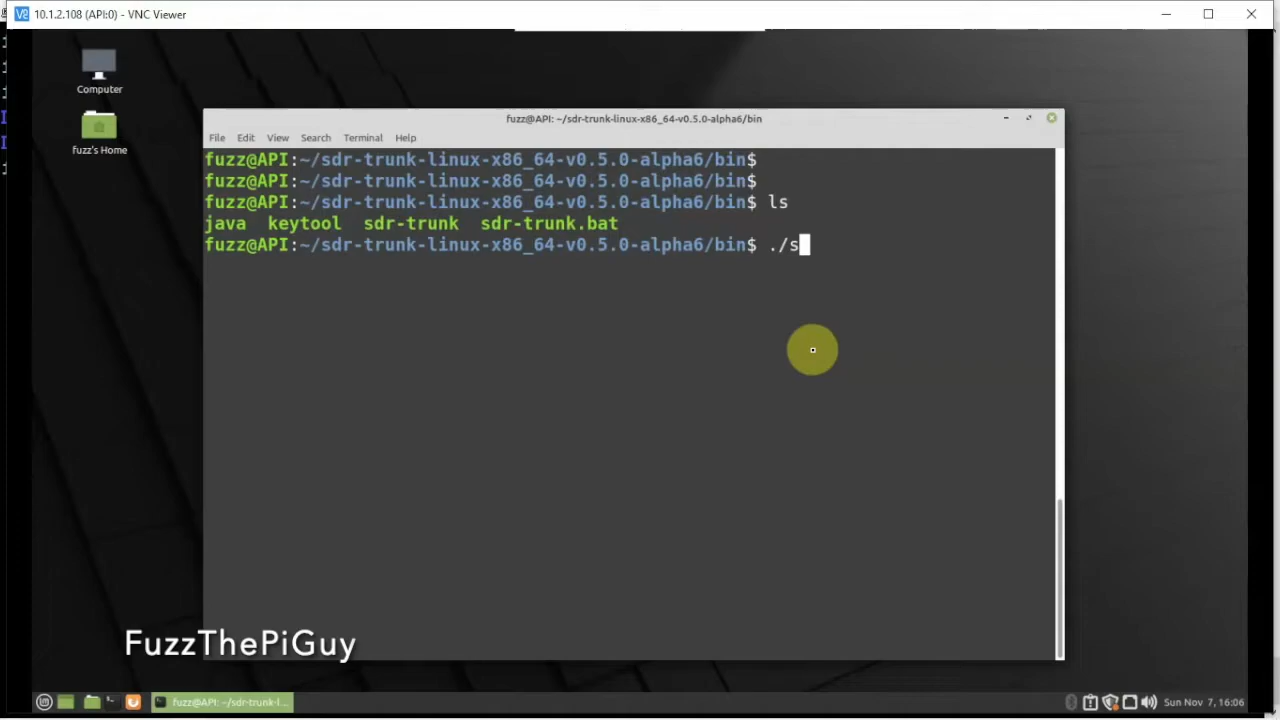 10.1.2.108 (API:0) - VNC Viewer
Computer
fuzz's Home
fuzz@API: ~/sdr-trunk-linux-x86_64-v0.5.0-alpha6/bin
File Edit View Search Terminal Help
fuzz@API:~/sdr-trunk-linux-x86_64-v0.5.0-alpha6/bin$
fuzz@API:~/sdr-trunk-linux-x86_64-v0.5.0-alpha6/bin$
fuzz@API:~/sdr-trunk-linux-x86_64-v0.5.0-alpha6/bin$ ls
java keytool sdr-trunk sdr-trunk.bat
fuzz@API:~/sdr-trunk-linux-x86_64-v0.5.0-alpha6/bin$ ./s
FuzzThePiGuy
fuzz@API: ~/sdr-trunk-l...
Sun Nov 7, 16:06